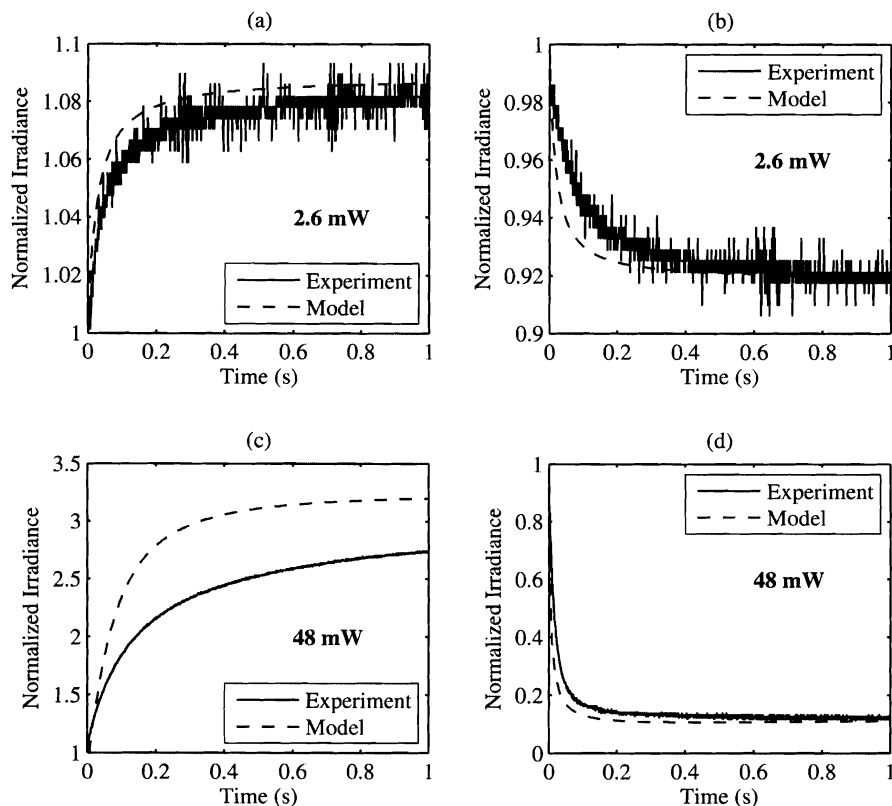 (a)
Normalized Irradiance
1.1
1.08
1.06
1.04
1.02
1
2.6 mW
Experiment
Model
0 0.2 0.4 0.6 0.8 1
Time (s)
(b)
Normalized Irradiance
1
0.98
0.96
0.94
0.92
0.9
Experiment
Model
2.6 mW
0 0.2 0.4 0.6 0.8 1
Time (s)
(c)
Normalized Irradiance
3.5
3
2.5
2
1.5
1
48 mW
Experiment
Model
0 0.2 0.4 0.6 0.8 1
Time (s)
(d)
Normalized Irradiance
1
0.8
0.6
0.4
0.2
0
Experiment
Model
48 mW
0 0.2 0.4 0.6 0.8 1
Time (s)